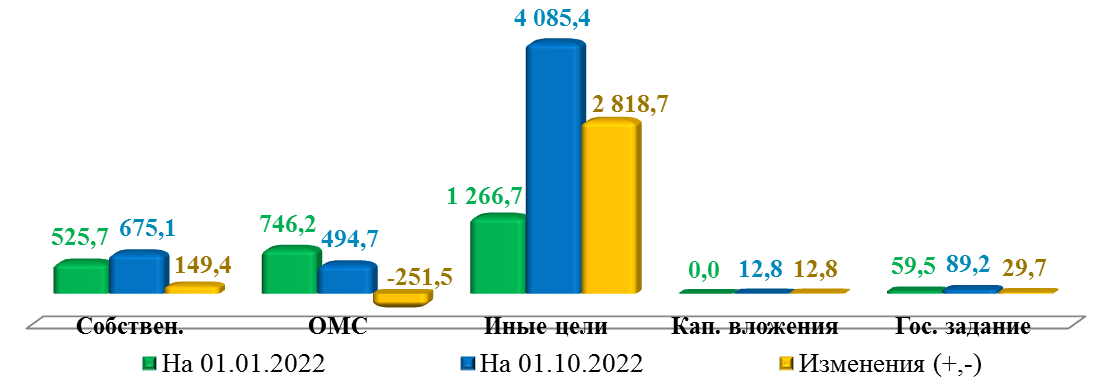 4 085,4
2 818,7
1 266,7
525,7 675,1 149,4
746,2 494,7 -251,5
0,0 12,8 12,8
59,5 89,2 29,7
Собствен. ОМС Иные цели Кап. вложения Гос. задание
На 01.01.2022 На 01.10.2022 Изменения (+,-)